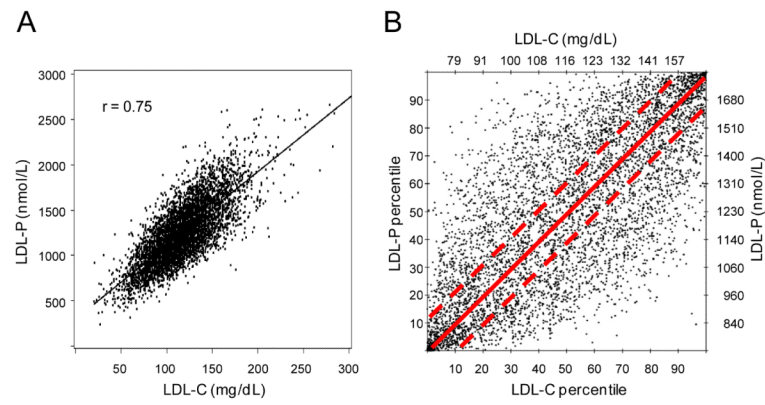 A
r = 0.75
3000
2500
2000
1500
1000
500
LDL-P (nmol/L)
50 100 150 200 250 300
LDL-C (mg/dL)
B
LDL-C (mg/dL)
79 91 100 108 116 123 132 141 157
90
80
70
60
50
40
30
20
10
LDL-P percentile
1680
1510
1400
1310
1230
1140
1060
960
840
LDL-P (nmol/L)
10 20 30 40 50 60 70 80 90
LDL-C percentile